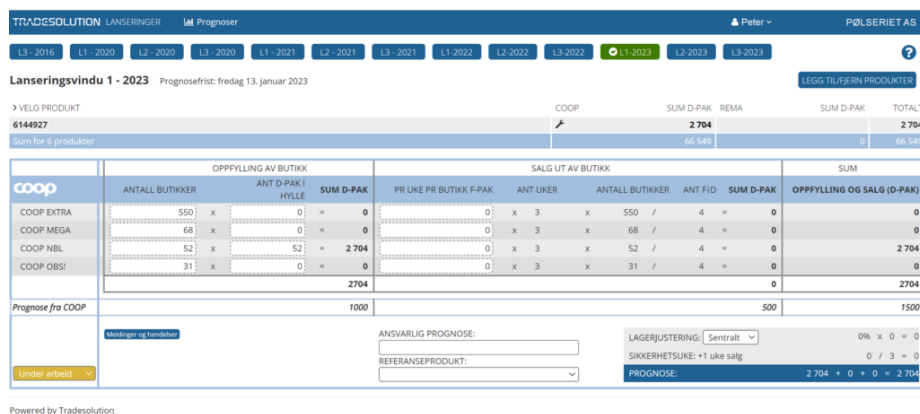 TRADESOLUTION LANSERINGER Prognoser Peter PØLSERIET AS
L3 - 2016 L1 - 2020 L2 - 2020 L3 - 2020 L1 - 2021 L2 - 2021 L3 - 2021 L1-2022 L2-2022 L3-2022 L1-2023 L2-2023 L3-2023 ?
Lanseringsvindu 1 - 2023 Prognosefrist: fredag 13. januar 2023 LEGG TIL/FJERN PRODUKTER
> VELG PRODUKT COOP SUM D-PAK REMA SUM D-PAK TOTALT
6144927 2 704 2 704
Sum for 6 produkter 66 549 0 66 549
OPPFYLLING AV BUTIKK SALG UT AV BUTIKK SUM
coop ANTALL BUTIKKER ANT D-PAK I HYLLE SUM D-PAK PR UKE PR BUTIKK F-PAK ANT UKER ANTALL BUTIKKER ANT FiD SUM D-PAK OPPFYLLING OG SALG (D-PAK)
COOP EXTRA 550 x 0 = 0 0 x 3 x 550 / 4 = 0 0
COOP MEGA 68 x 0 = 0 0 x 3 x 68 / 4 = 0 0
COOP NBL 52 x 52 = 2 704 0 x 3 x 52 / 4 = 0 2 704
COOP OBS! 31 x 0 = 0 0 x 3 x 31 / 4 = 0 0
2704 0 2704
Prognose fra COOP 1000 500 1500
Meldinger og hendelser ANSVARLIG PROGNOSE: LAGERJUSTERING: Sentralt 0% x 0 = 0
REFERANSEPRODUKT: SIKKERHETSUKE: +1 uke salg 0 / 3 = 0
Under arbeid PROGNOSE: 2 704 + 0 + 0 = 2 704
Powered by Tradesolution